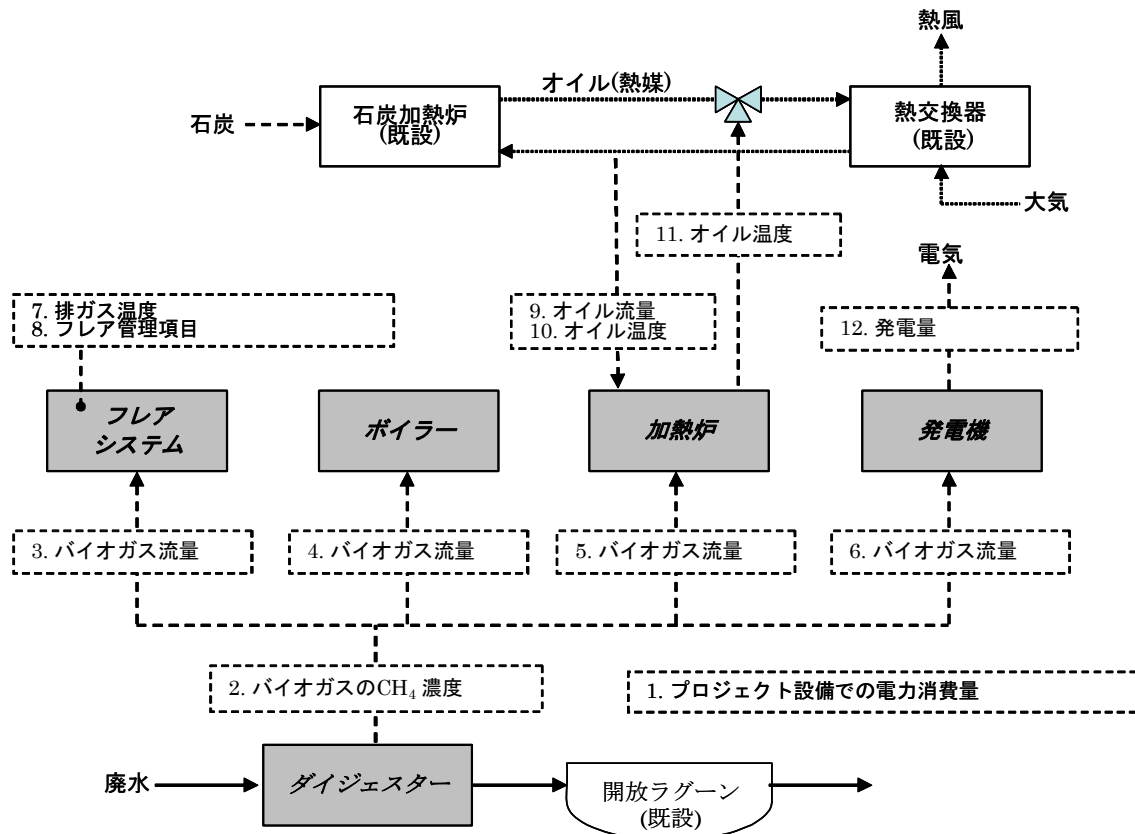 熱風
オイル(熱媒)
石炭
石炭加熱炉
(既設)
熱交換器
(既設)
大気
11. オイル温度
電気
7. 排ガス温度
8. フレア管理項目
9. オイル流量
10. オイル温度
12. 発電量
フレア
システム
ボイラー
加熱炉
発電機
3. バイオガス流量
4. バイオガス流量
5. バイオガス流量
6. バイオガス流量
2. バイオガスのCH₄ 濃度
1. プロジェクト設備での電力消費量
廃水
ダイジェスター
開放ラグーン
(既設)